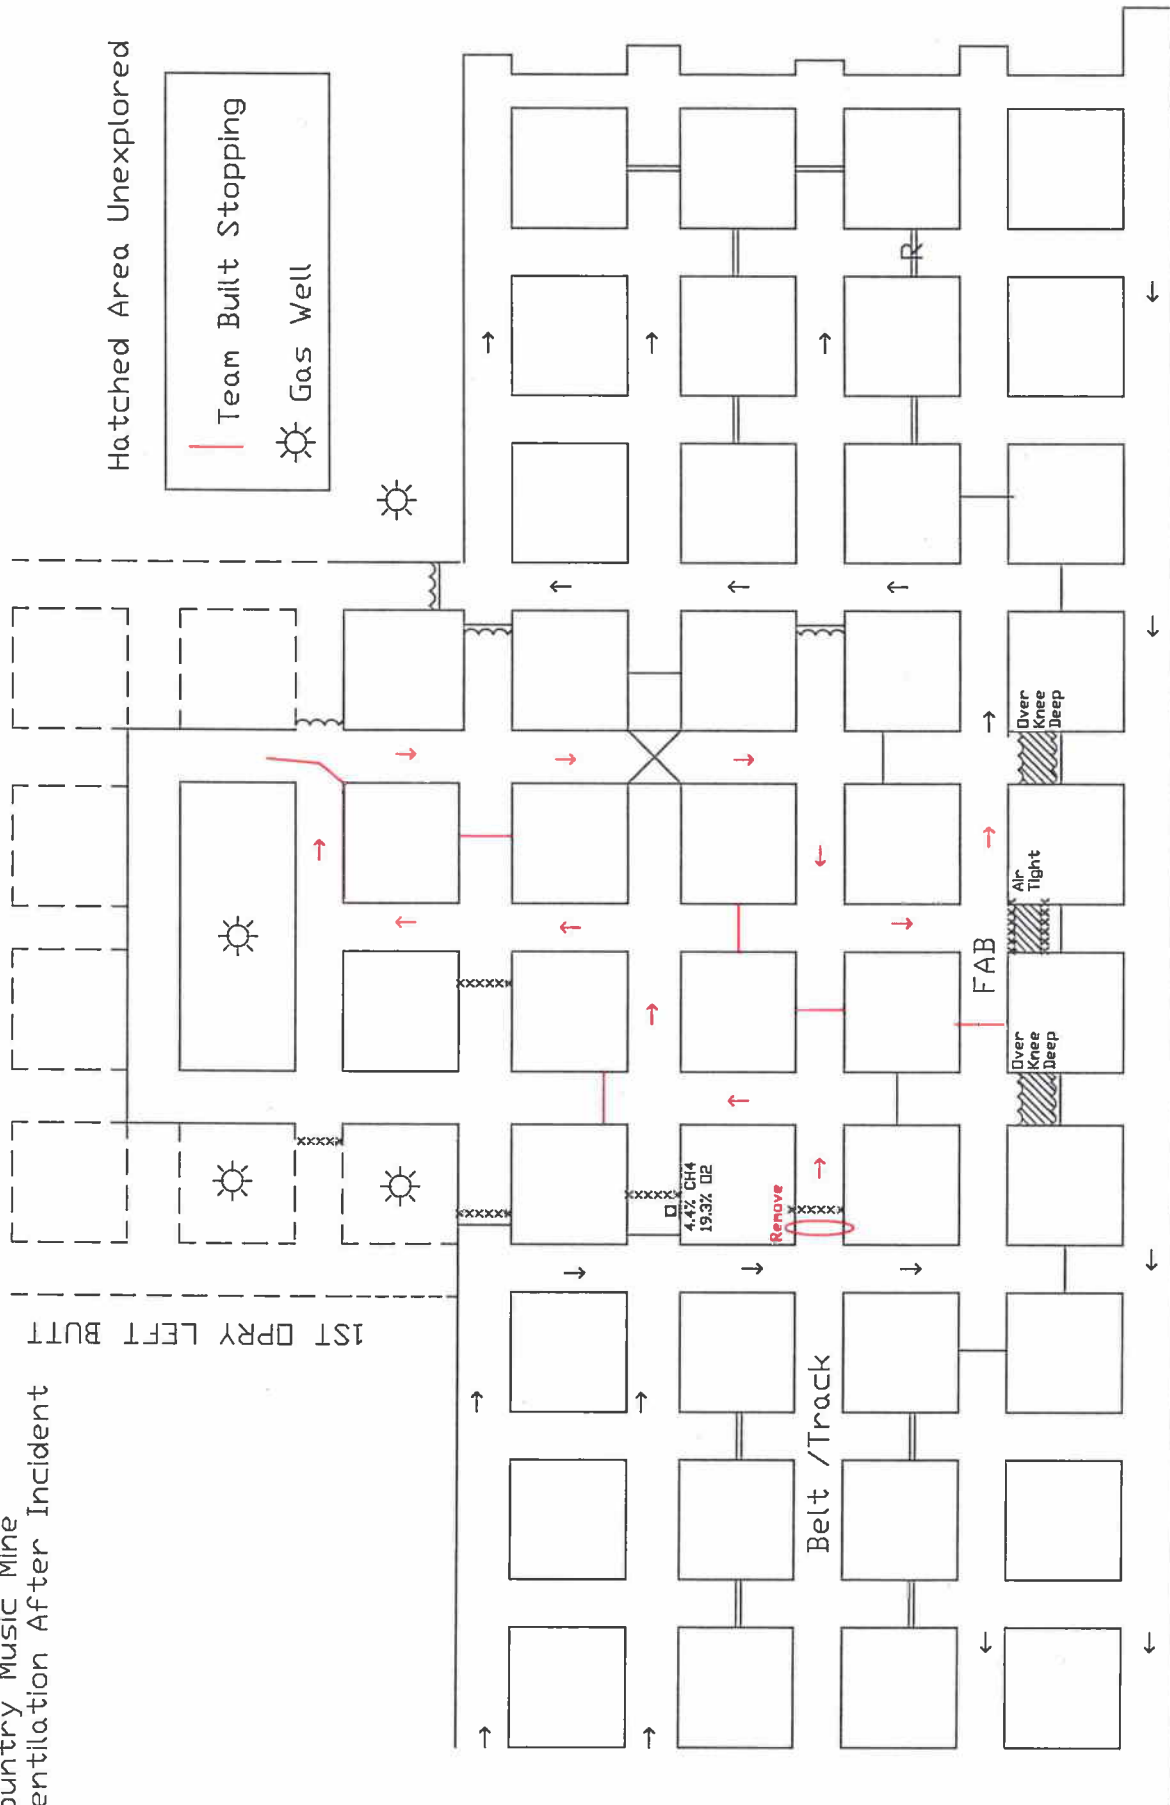 ountry Music Mine
entilation After Incident
Hatched Area Unexplored
Team Built Stopping
Gas Well
1ST OPRY LEFT BUTT
4.4% CH4
19.3% O2
Remove
Belt /Track
FAB
Over
Knee
Deep
Air
Tight
Over
Knee
Deep
R